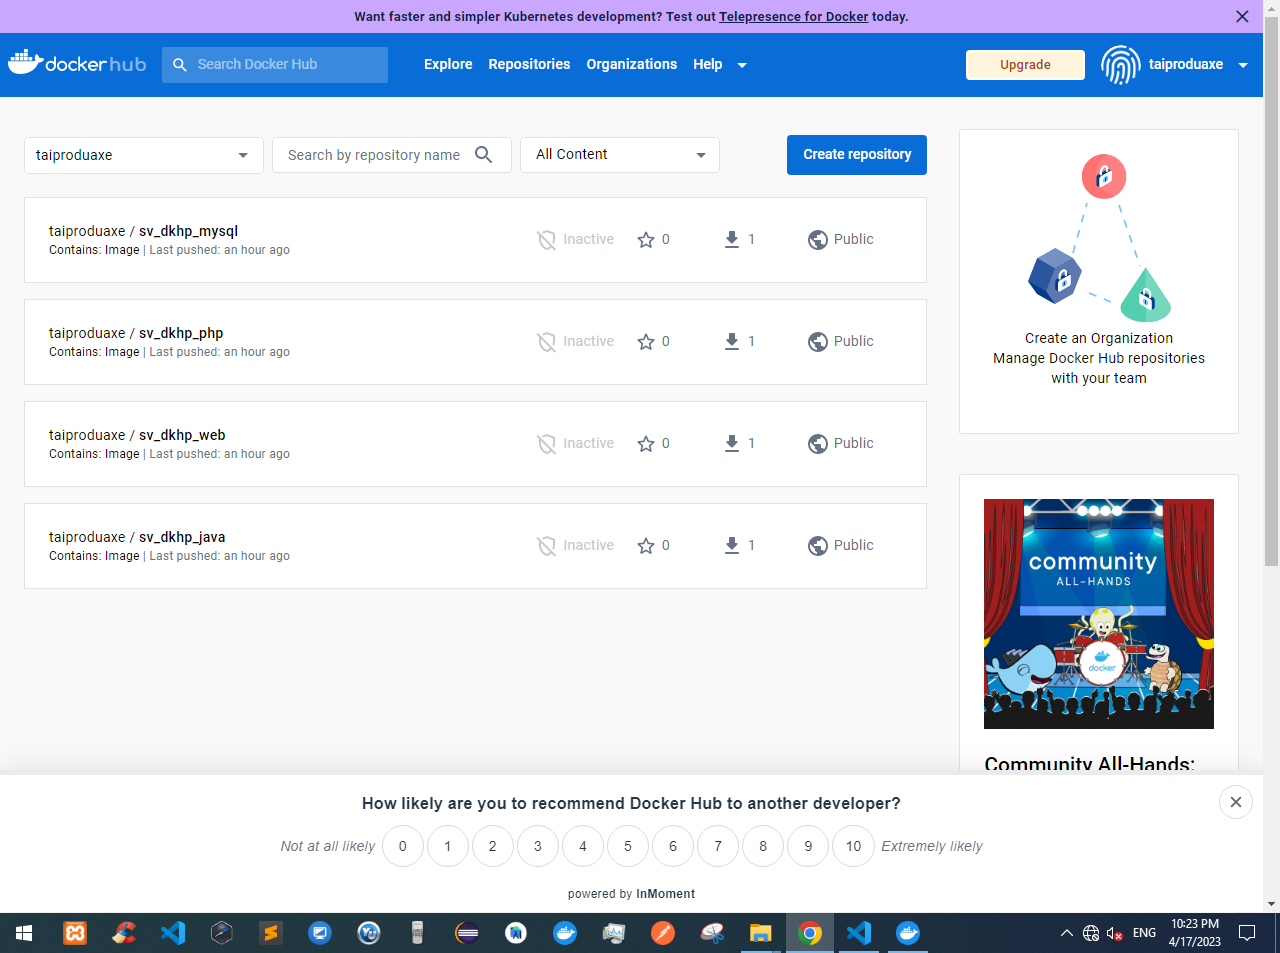 Want faster and simpler Kubernetes development? Test out Telepresence for Docker today.
docker hub
Search Docker Hub
Explore
Repositories
Organizations
Help
Upgrade
taiproduaxe
taiproduaxe
Search by repository name
All Content
Create repository
taiproduaxe / sv_dkhp_mysql
Contains: Image | Last pushed: an hour ago
Inactive
0
1
Public
taiproduaxe / sv_dkhp_php
Contains: Image | Last pushed: an hour ago
Inactive
0
1
Public
taiproduaxe / sv_dkhp_web
Contains: Image | Last pushed: an hour ago
Inactive
0
1
Public
taiproduaxe / sv_dkhp_java
Contains: Image | Last pushed: an hour ago
Inactive
0
1
Public
Create an Organization
Manage Docker Hub repositories
with your team
community
ALL-HANDS
docker
Community All-Hands:
How likely are you to recommend Docker Hub to another developer?
Not at all likely
0
1
2
3
4
5
6
7
8
9
10
Extremely likely
powered by InMoment
ENG
10:23 PM
4/17/2023